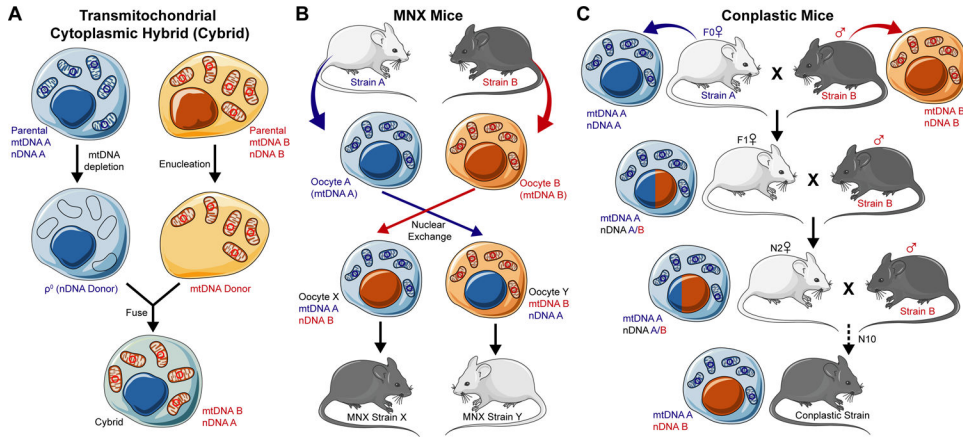 A
Transmitochondrial
Cytoplasmic Hybrid (Cybrid)
Parental
mtDNA A
nDNA A
Parental
mtDNA B
nDNA B
mtDNA
depletion
Enucleation
ρ⁰ (nDNA Donor)
mtDNA Donor
Fuse
Cybrid
mtDNA B
nDNA A
B
MNX Mice
Strain A
Strain B
Oocyte A
(mtDNA A)
Oocyte B
(mtDNA B)
Nuclear
Exchange
Oocyte X
mtDNA A
nDNA B
Oocyte Y
mtDNA B
nDNA A
MNX Strain X
MNX Strain Y
C
Conplastic Mice
F0♀
♂
X
Strain A
Strain B
mtDNA A
nDNA A
mtDNA B
nDNA B
F1♀
♂
X
Strain B
mtDNA A
nDNA A/B
N2♀
♂
X
Strain B
mtDNA A
nDNA A/B
N10
mtDNA A
nDNA B
Conplastic Strain